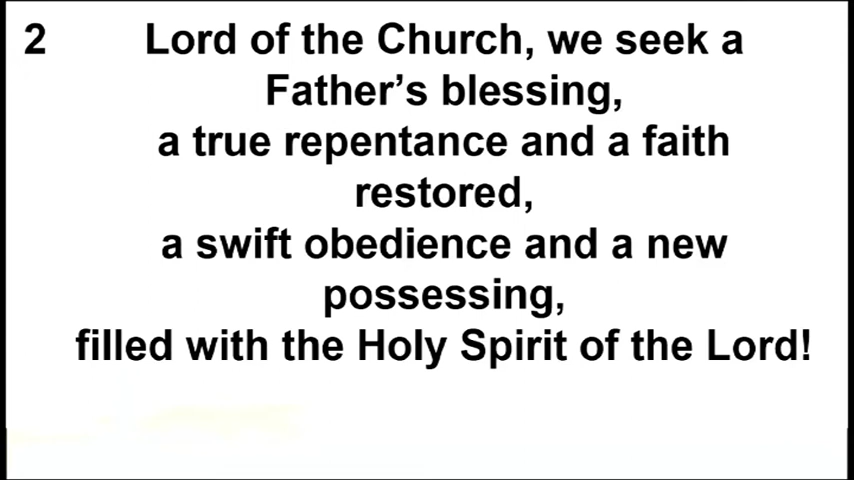 2 Lord of the Church, we seek a
Father’s blessing,
a true repentance and a faith
restored,
a swift obedience and a new
possessing,
filled with the Holy Spirit of the Lord!